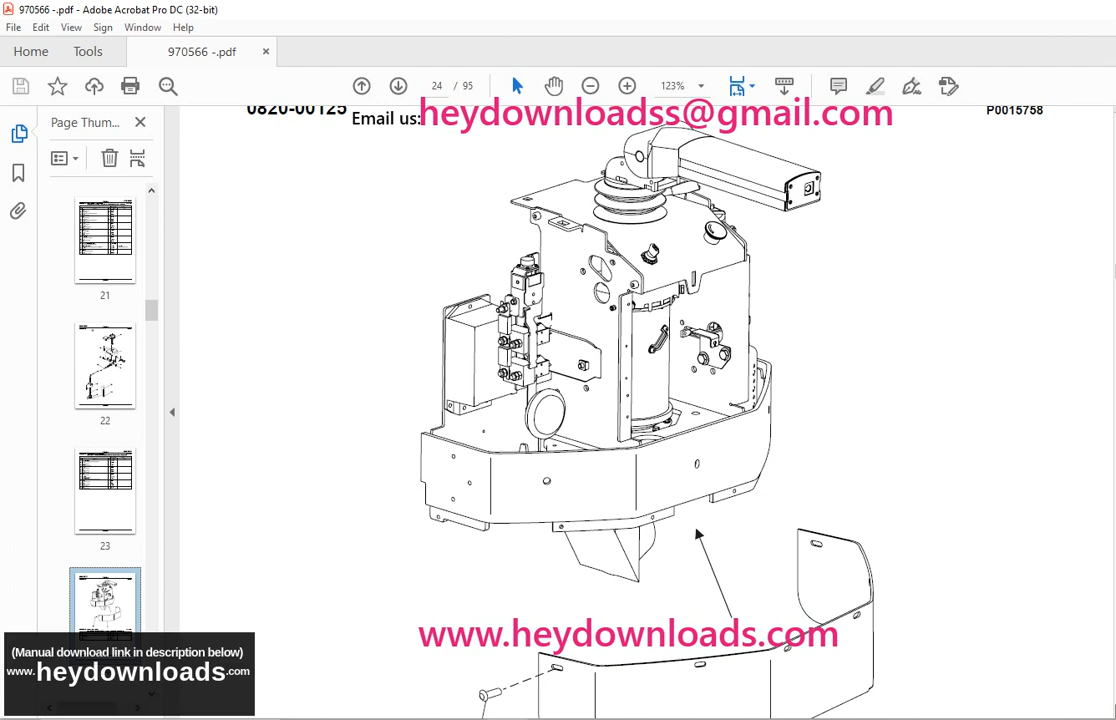 970566 -.pdf - Adobe Acrobat Pro DC (32-bit)
File Edit View Sign Window Help
Home Tools 970566 -.pdf ×
24 / 95 123%
0820-00125 Email us: heydownloadss@gmail.com P0015758
Page Thum...
21
22
23
www.heydownloads.com
(Manual download link in description below)
www.heydownloads.com